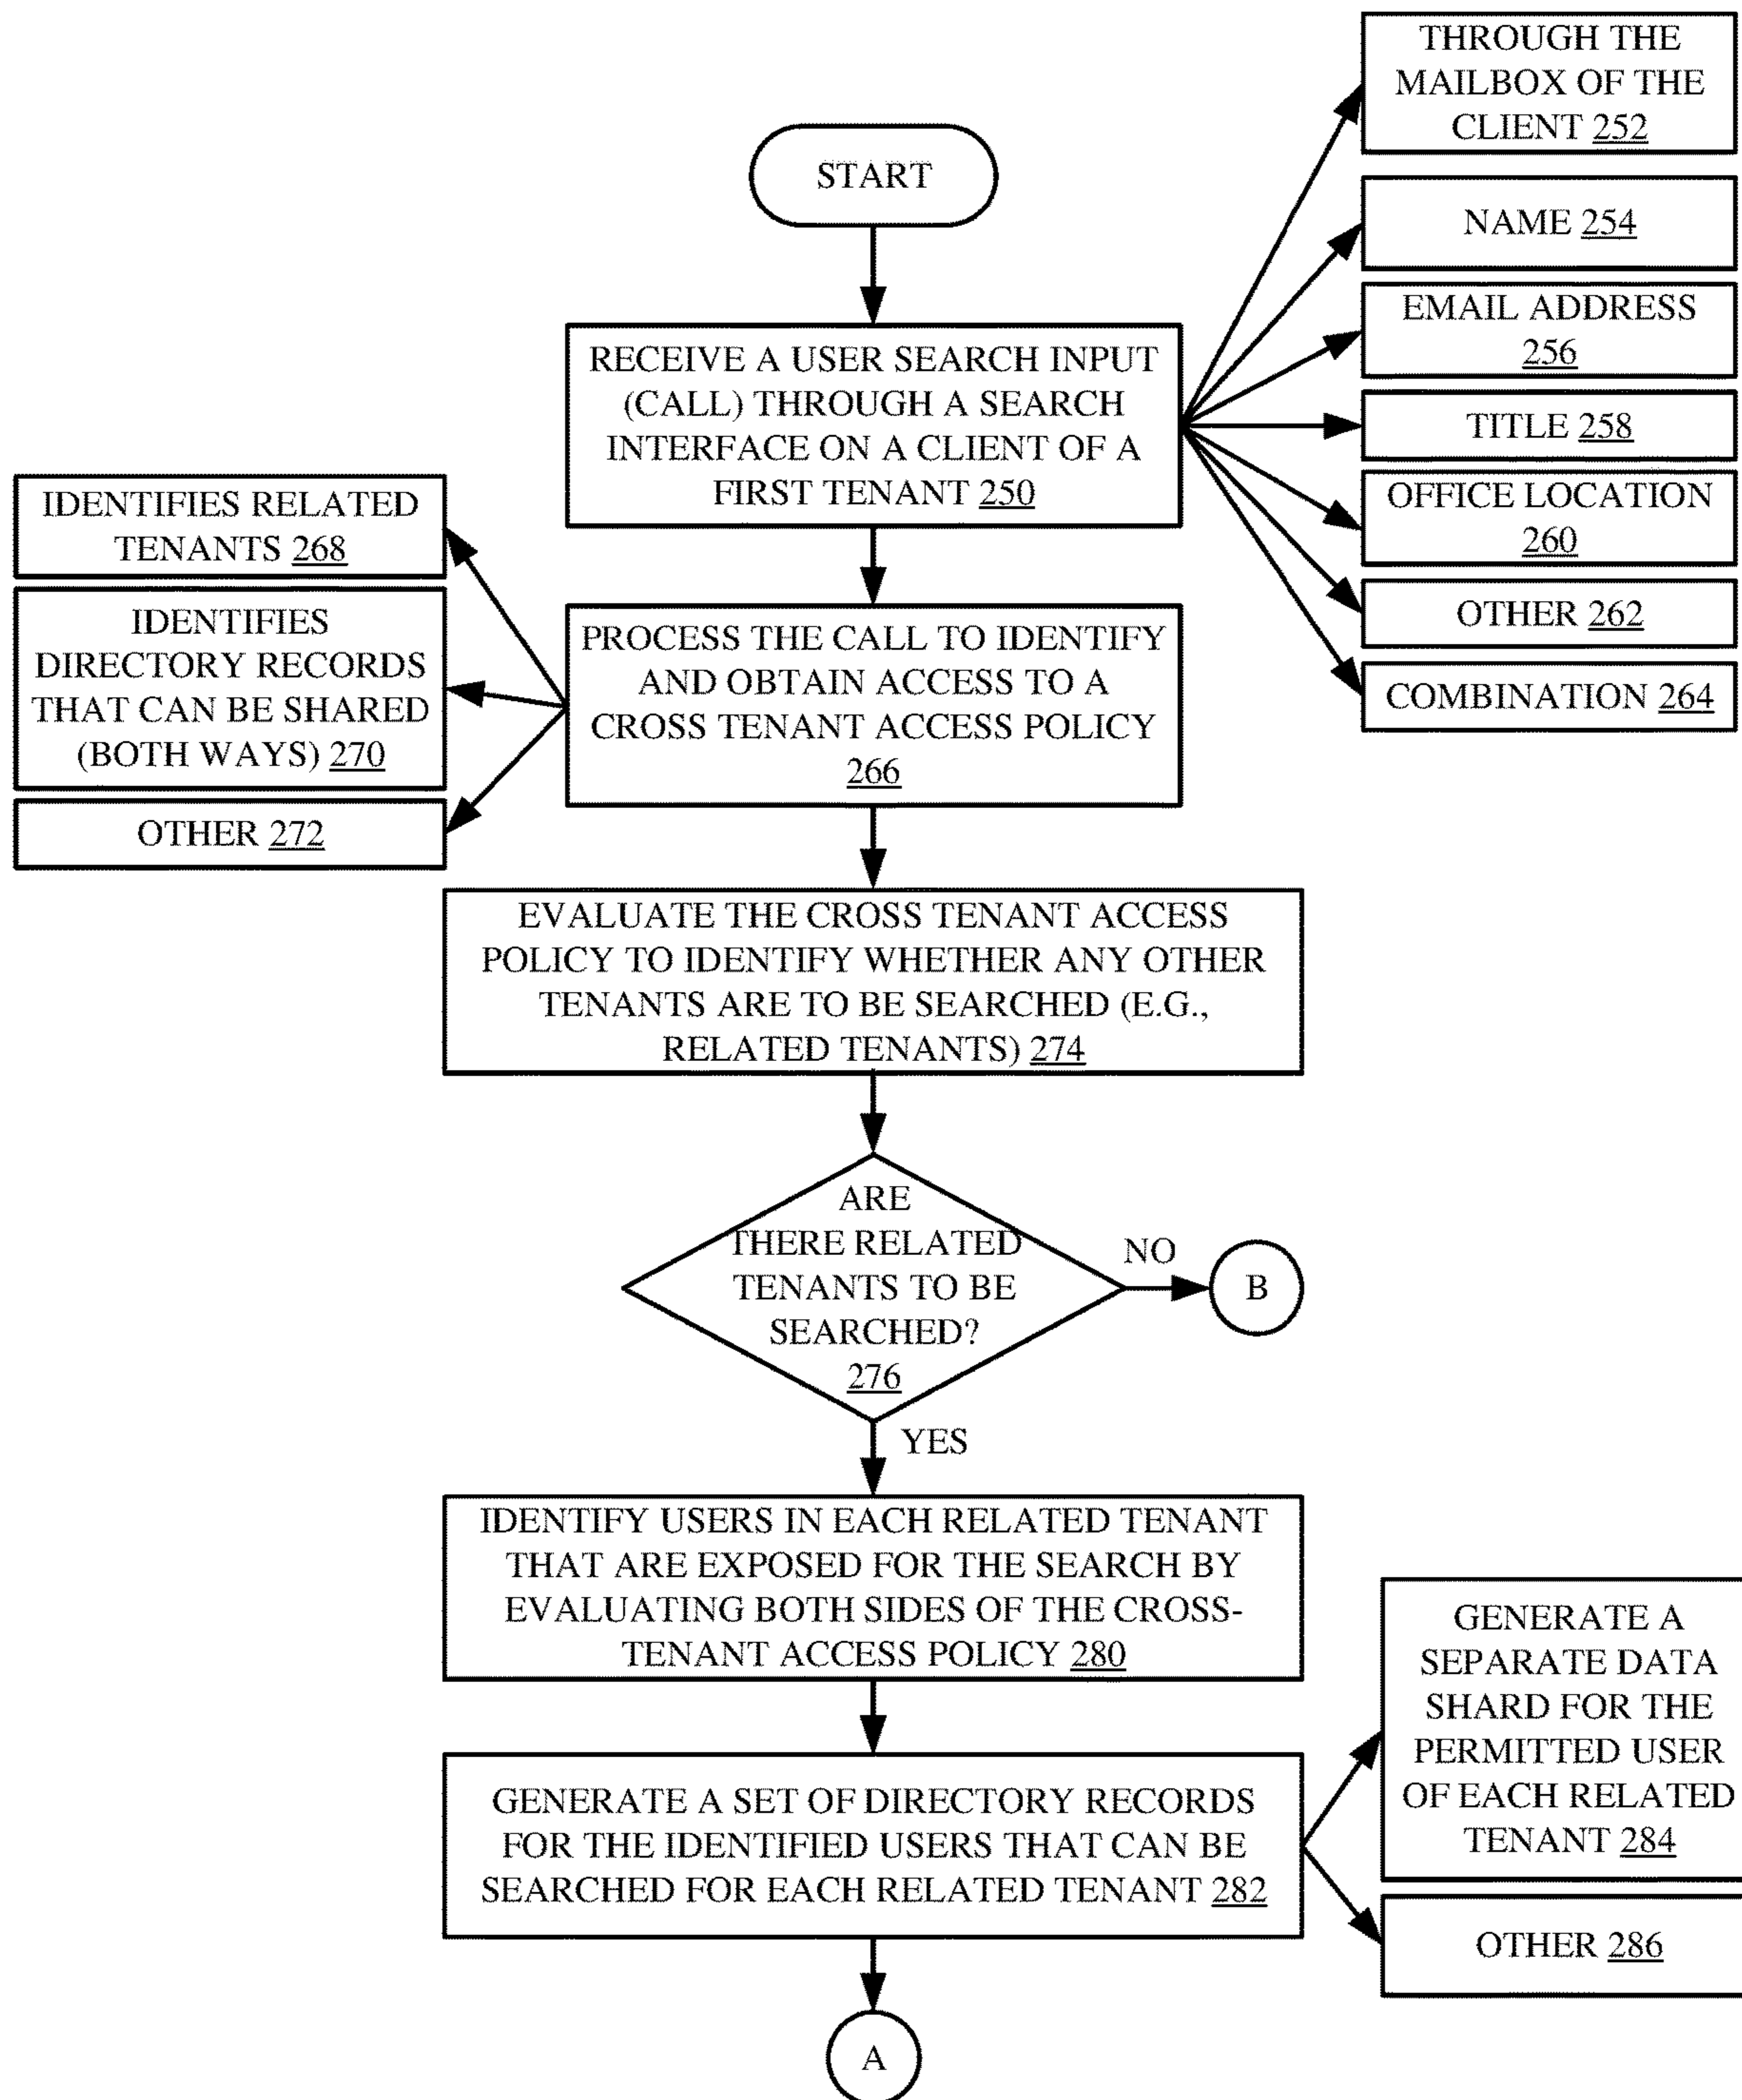 START
RECEIVE A USER SEARCH INPUT
(CALL) THROUGH A SEARCH
INTERFACE ON A CLIENT OF A
FIRST TENANT 250
THROUGH THE
MAILBOX OF THE
CLIENT 252
NAME 254
EMAIL ADDRESS
256
TITLE 258
OFFICE LOCATION
260
OTHER 262
COMBINATION 264
PROCESS THE CALL TO IDENTIFY
AND OBTAIN ACCESS TO A
CROSS TENANT ACCESS POLICY
266
IDENTIFIES RELATED
TENANTS 268
IDENTIFIES
DIRECTORY RECORDS
THAT CAN BE SHARED
(BOTH WAYS) 270
OTHER 272
EVALUATE THE CROSS TENANT ACCESS
POLICY TO IDENTIFY WHETHER ANY OTHER
TENANTS ARE TO BE SEARCHED (E.G.,
RELATED TENANTS) 274
ARE
THERE RELATED
TENANTS TO BE
SEARCHED?
276
NO
B
YES
IDENTIFY USERS IN EACH RELATED TENANT
THAT ARE EXPOSED FOR THE SEARCH BY
EVALUATING BOTH SIDES OF THE CROSS-
TENANT ACCESS POLICY 280
GENERATE A SET OF DIRECTORY RECORDS
FOR THE IDENTIFIED USERS THAT CAN BE
SEARCHED FOR EACH RELATED TENANT 282
GENERATE A
SEPARATE DATA
SHARD FOR THE
PERMITTED USER
OF EACH RELATED
TENANT 284
OTHER 286
A